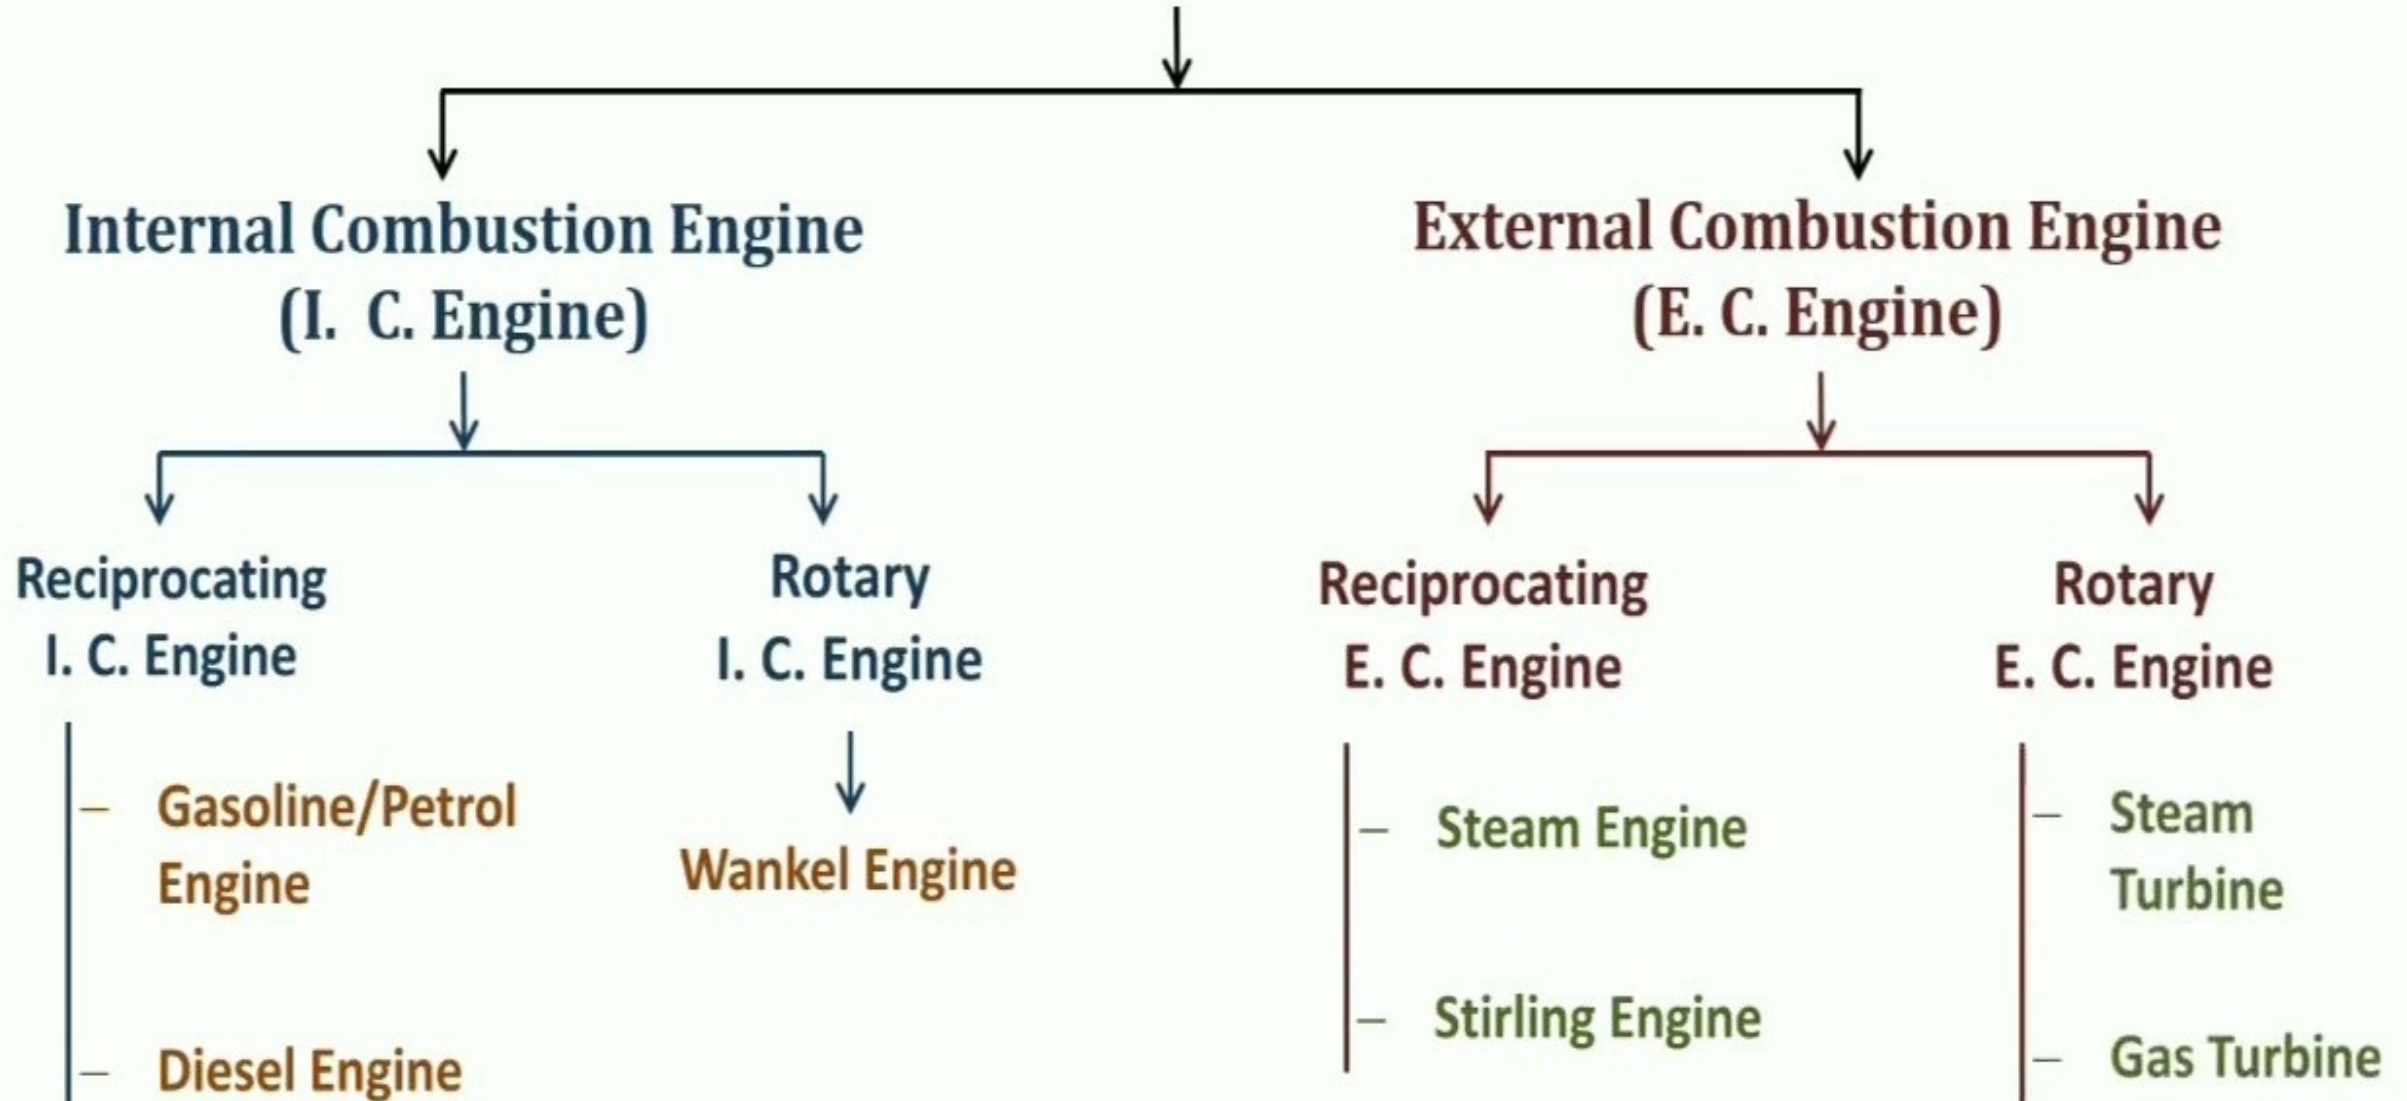 Internal Combustion Engine
(I. C. Engine)
External Combustion Engine
(E. C. Engine)
Reciprocating
I. C. Engine
Rotary
I. C. Engine
Reciprocating
E. C. Engine
Rotary
E. C. Engine
– Gasoline/Petrol
Engine
– Diesel Engine
Wankel Engine
– Steam Engine
– Stirling Engine
– Steam
Turbine
– Gas Turbine